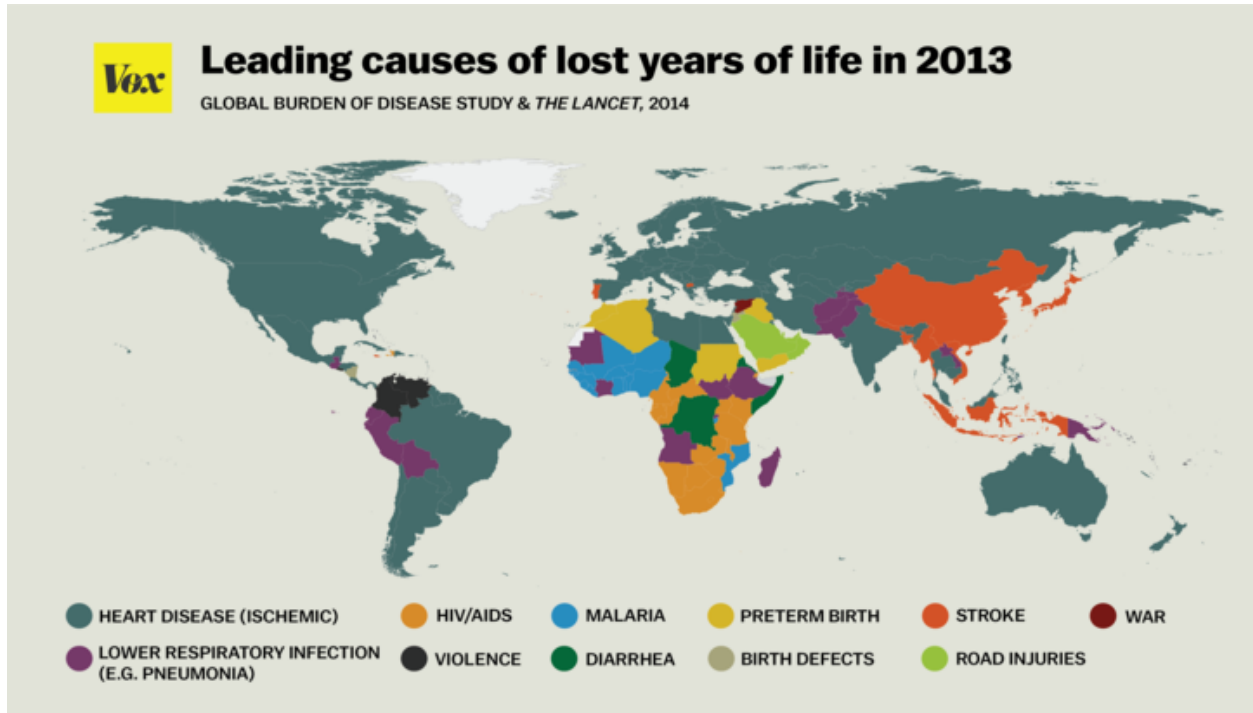 Vox
Leading causes of lost years of life in 2013
GLOBAL BURDEN OF DISEASE STUDY & THE LANCET, 2014
HEART DISEASE (ISCHEMIC)
HIV/AIDS
MALARIA
PRETERM BIRTH
STROKE
WAR
LOWER RESPIRATORY INFECTION
(E.G. PNEUMONIA)
VIOLENCE
DIARRHEA
BIRTH DEFECTS
ROAD INJURIES